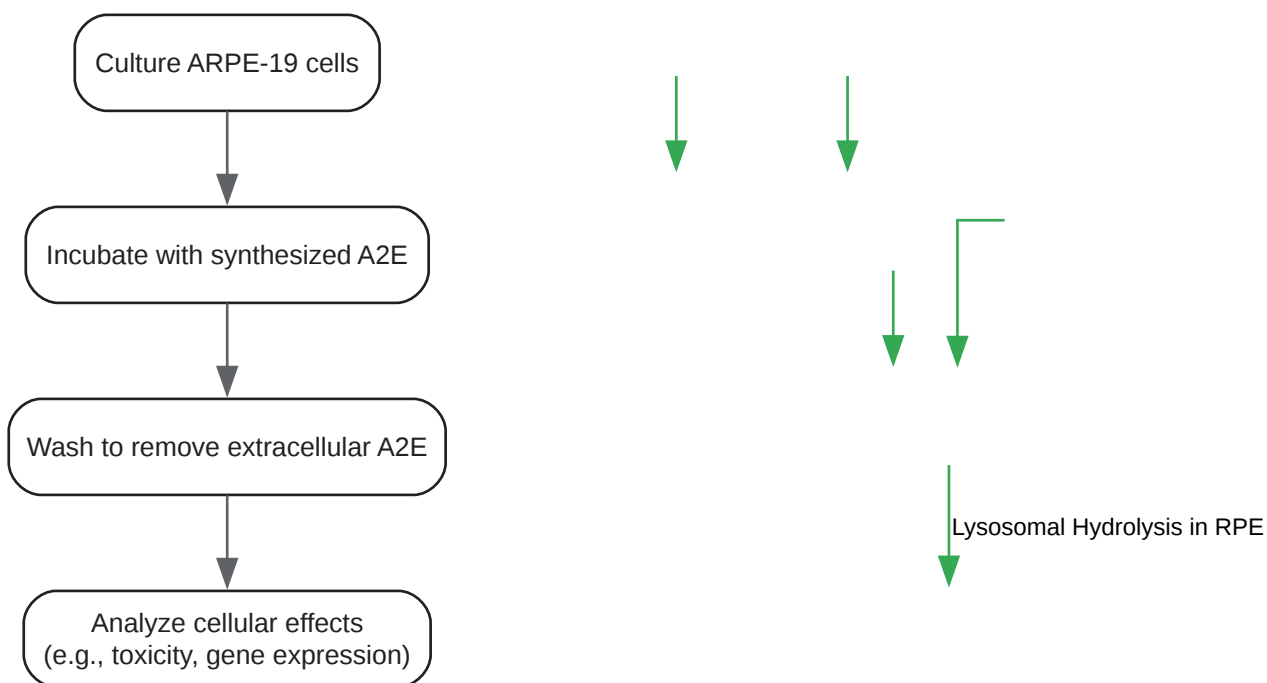 Culture ARPE-19 cells
Incubate with synthesized A2E
Wash to remove extracellular A2E
Lysosomal Hydrolysis in RPE
Analyze cellular effects
(e.g., toxicity, gene expression)